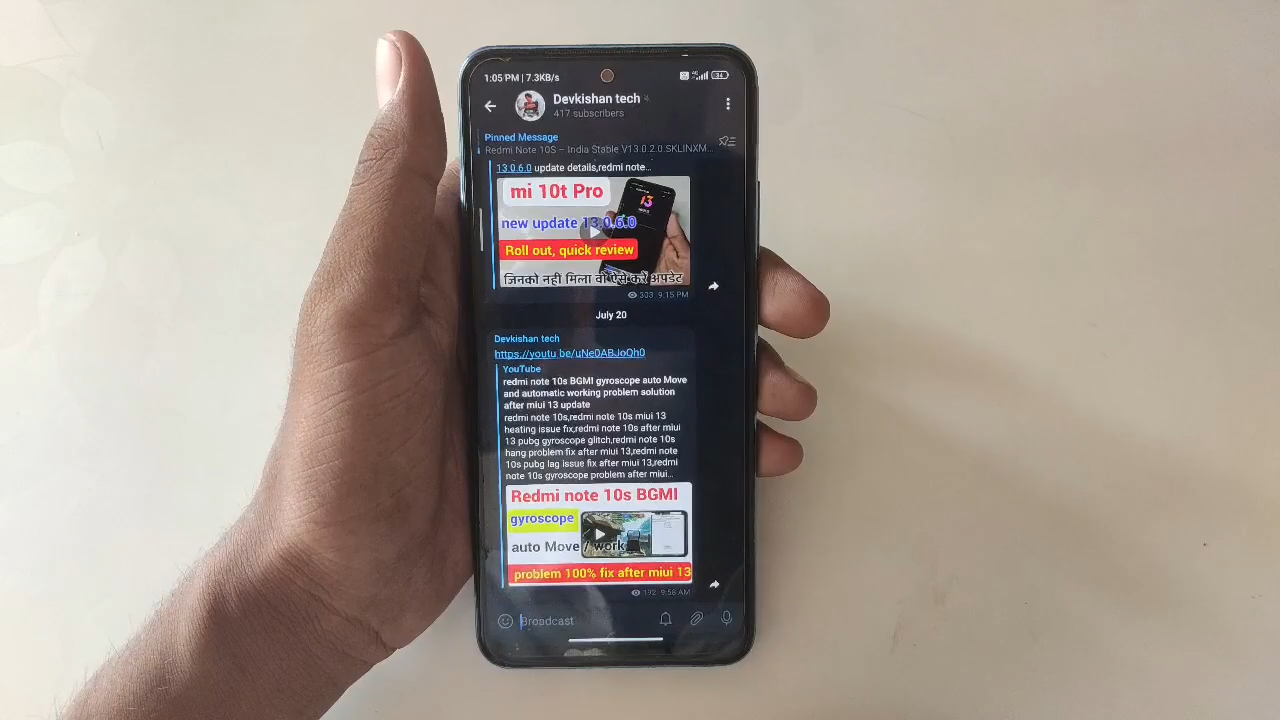 1:05 PM | 7.3KB/s
34
Devkishan tech
417 subscribers
Pinned Message
Redmi Note 10S – India Stable V13.0.2.0.SKLINXM...
13.0.6.0 update details,redmi note...
mi 10t Pro
13
new update 13.0.6.0
Roll out, quick review
जिनको नही मिला वो ऐसे करे अपडेट
303 9:15 PM
July 20
Devkishan tech
https://youtu.be/uNe0ABJoQh0
YouTube
redmi note 10s BGMI gyroscope auto Move
and automatic working problem solution
after miui 13 update
redmi note 10s,redmi note 10s miui 13
heating issue fix,redmi note 10s after miui
13 pubg gyroscope glitch,redmi note 10s
hang problem fix after miui 13,redmi note
10s pubg lag issue fix after miui 13,redmi
note 10s gyroscope problem after miui...
Redmi note 10s BGMI
gyroscope
auto Move / work
problem 100% fix after miui 13
192 9:58 AM
Broadcast